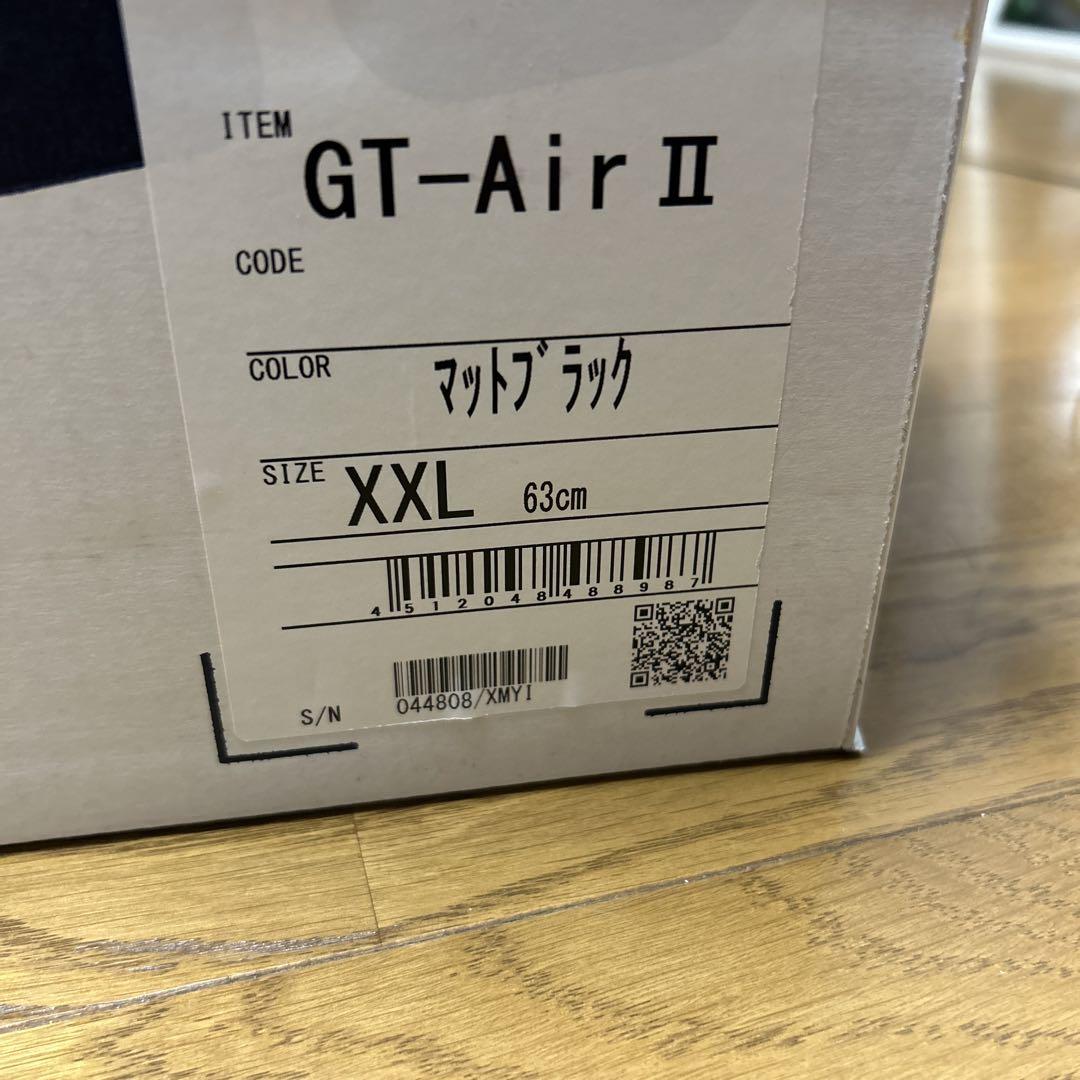 ITEM
GT-Air Ⅱ
CODE
COLOR ﾏｯﾄﾌﾞﾗｯｸ
SIZE XXL 63cm
4512048488987
044808/XMYI
S/N